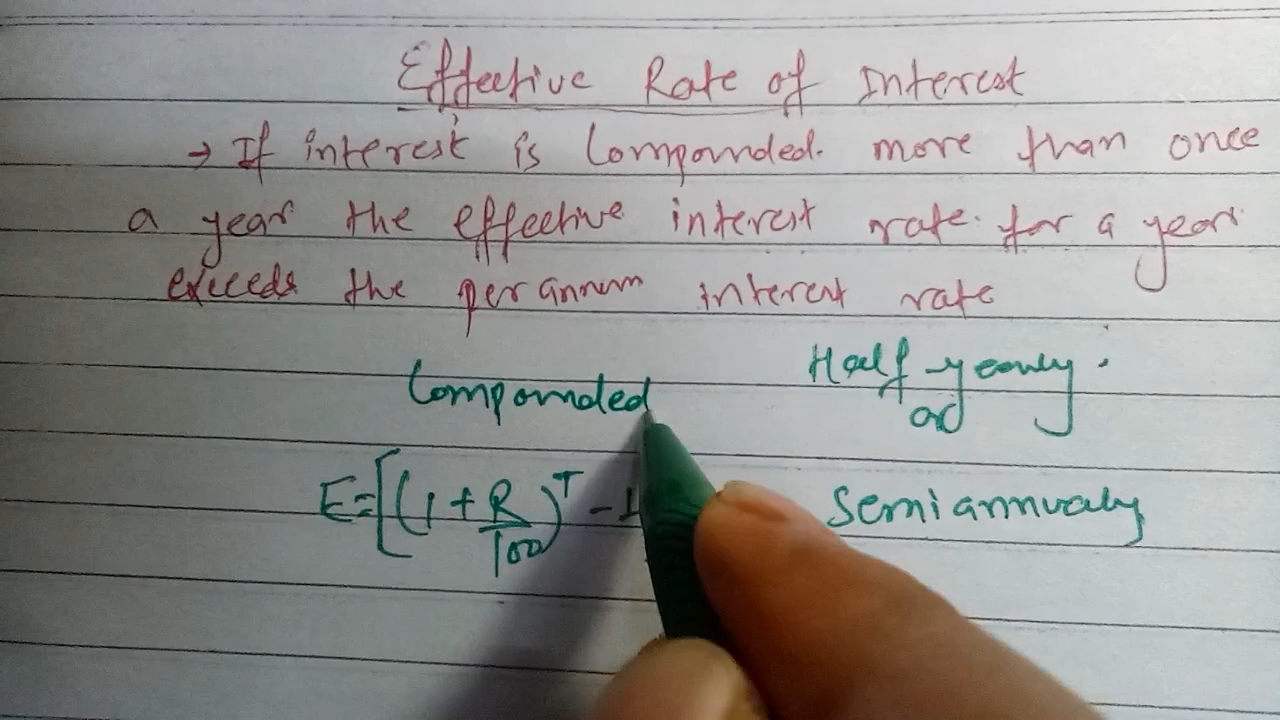 Effective Rate of Interest
→ If interest is Compounded. more than once
a year the effective interest rate for a year
exceeds the per annum interest rate
Compounded
Half yearly.
or
E=[(1+R/100)^T -1
Semiannualy